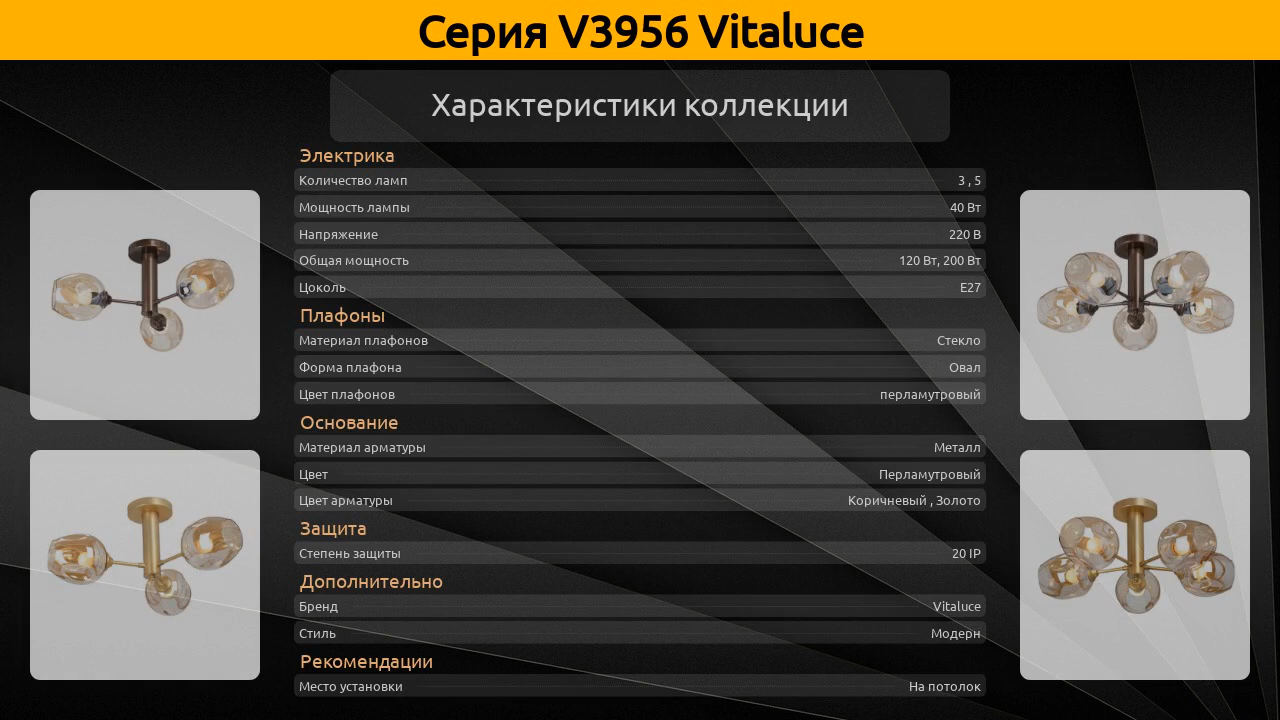 Серия V3956 Vitaluce
Характеристики коллекции
Электрика
Количество ламп 3 , 5
Мощность лампы 40 Вт
Напряжение 220 В
Общая мощность 120 Вт, 200 Вт
Цоколь E27
Плафоны
Материал плафонов Стекло
Форма плафона Овал
Цвет плафонов перламутровый
Основание
Материал арматуры Металл
Цвет Перламутровый
Цвет арматуры Коричневый , Золото
Защита
Степень защиты 20 IP
Дополнительно
Бренд Vitaluce
Стиль Модерн
Рекомендации
Место установки На потолок